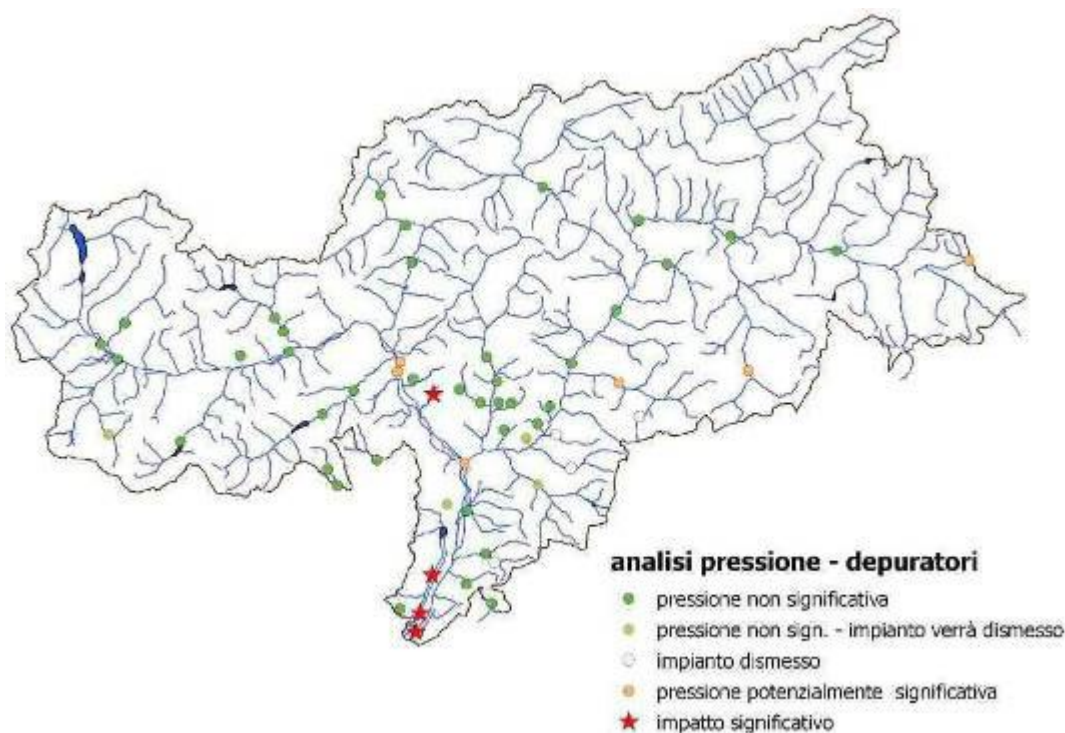 analisi pressione - depuratori
pressione non significativa
pressione non sign. - impianto verrà dismesso
impianto dismesso
pressione potenzialmente significativa
impatto significativo